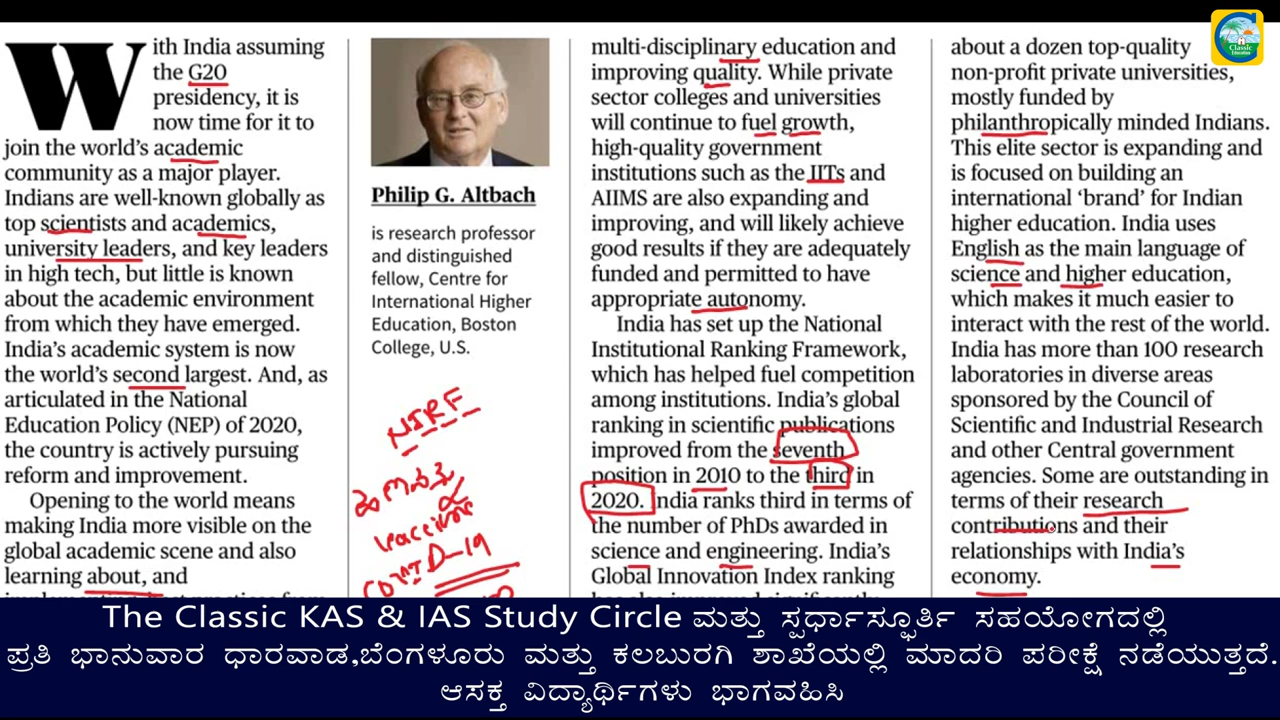 With India assuming
the G20
presidency, it is
now time for it to
join the world's academic
community as a major player.
Indians are well-known globally as
top scientists and academics,
university leaders, and key leaders
in high tech, but little is known
about the academic environment
from which they have emerged.
India's academic system is now
the world's second largest. And, as
articulated in the National
Education Policy (NEP) of 2020,
the country is actively pursuing
reform and improvement.
Opening to the world means
making India more visible on the
global academic scene and also
learning about, and
Philip G. Altbach
is research professor
and distinguished
fellow, Centre for
International Higher
Education, Boston
College, U.S.
NIRF
vaccine
COVID-19
multi-disciplinary education and
improving quality. While private
sector colleges and universities
will continue to fuel growth,
high-quality government
institutions such as the IITs and
AIIMS are also expanding and
improving, and will likely achieve
good results if they are adequately
funded and permitted to have
appropriate autonomy.
India has set up the National
Institutional Ranking Framework,
which has helped fuel competition
among institutions. India's global
ranking in scientific publications
improved from the seventh
position in 2010 to the third in
2020. India ranks third in terms of
the number of PhDs awarded in
science and engineering. India's
Global Innovation Index ranking
about a dozen top-quality
non-profit private universities,
mostly funded by
philanthropically minded Indians.
This elite sector is expanding and
is focused on building an
international 'brand' for Indian
higher education. India uses
English as the main language of
science and higher education,
which makes it much easier to
interact with the rest of the world.
India has more than 100 research
laboratories in diverse areas
sponsored by the Council of
Scientific and Industrial Research
and other Central government
agencies. Some are outstanding in
terms of their research
contributions and their
relationships with India's
economy.
Classic
Education
The Classic KAS & IAS Study Circle ಮತ್ತು ಸ್ಪರ್ಧಾಸ್ಫೂರ್ತಿ ಸಹಯೋಗದಲ್ಲಿ
ಪ್ರತಿ ಭಾನುವಾರ ಧಾರವಾಡ,ಬೆಂಗಳೂರು ಮತ್ತು ಕಲಬುರಗಿ ಶಾಖೆಯಲ್ಲಿ ಮಾದರಿ ಪರೀಕ್ಷೆ ನಡೆಯುತ್ತದೆ.
ಆಸಕ್ತ ವಿದ್ಯಾರ್ಥಿಗಳು ಭಾಗವಹಿಸಿ